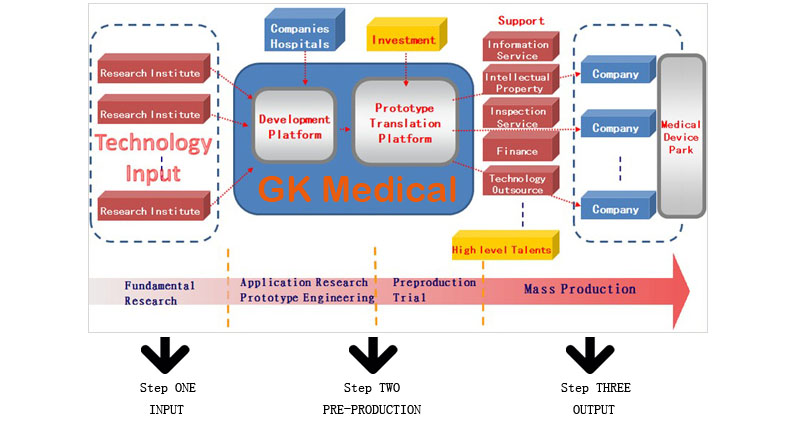 Support
Companies
Hospitals
Investment
Information
Service
Research Institute
Intellectual
Property
Company
Research Institute
Development
Platform
Prototype
Translation
Platform
Inspection
Service
Company
Medical
Device
Park
Technology
Input
Finance
Technology
Outsource
GK Medical
Research Institute
Company
High level Talents
Fundamental
Research
Application Research
Prototype Engineering
Preproduction
Trial
Mass Production
Step ONE
INPUT
Step TWO
PRE-PRODUCTION
Step THREE
OUTPUT